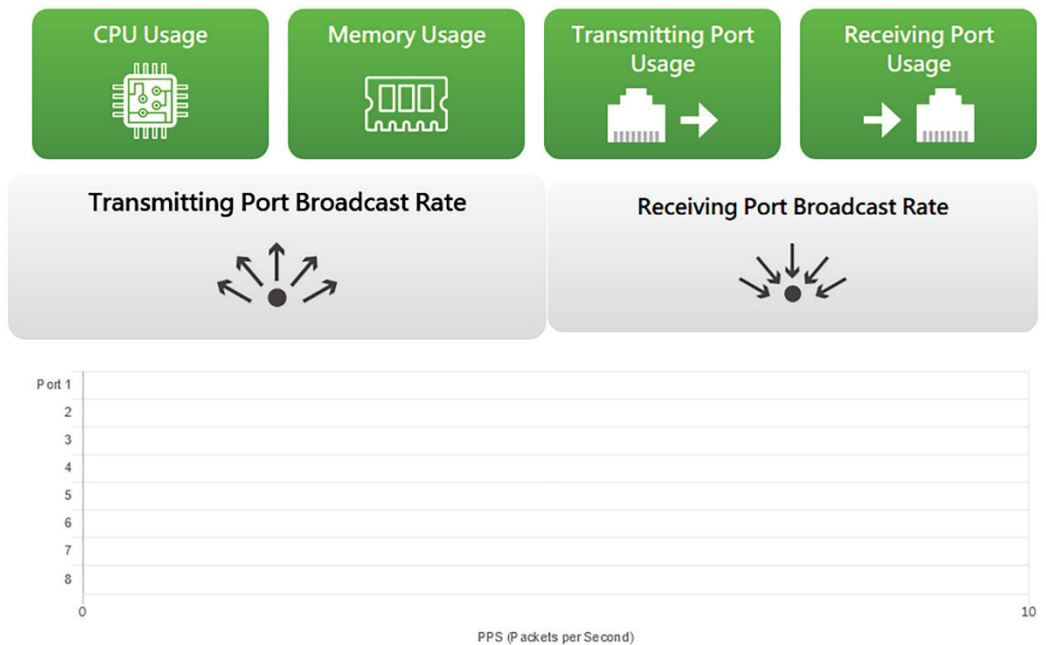 CPU Usage
Memory Usage
Transmitting Port
Usage
Receiving Port
Usage
Transmitting Port Broadcast Rate
Receiving Port Broadcast Rate
Port 1
2
3
4
5
6
7
8
0
10
PPS (Packets per Second)